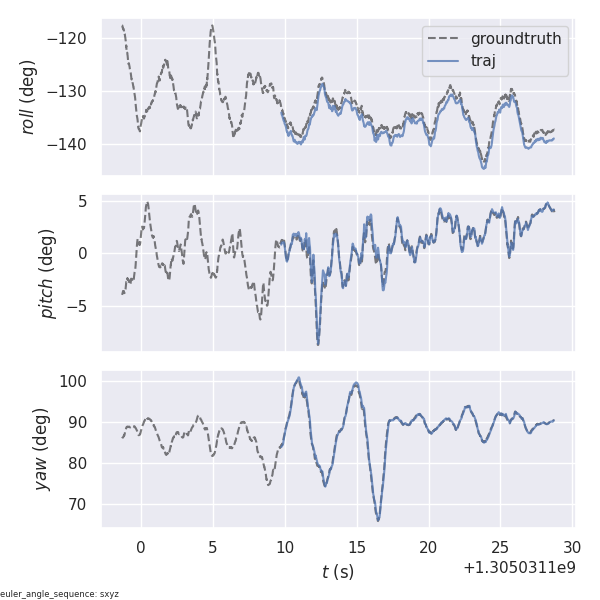 −120
−130
−140
roll (deg)
groundtruth
traj
5
0
−5
pitch (deg)
100
90
80
70
yaw (deg)
0 5 10 15 20 25 30
t (s)
+1.3050311e9
euler_angle_sequence: sxyz